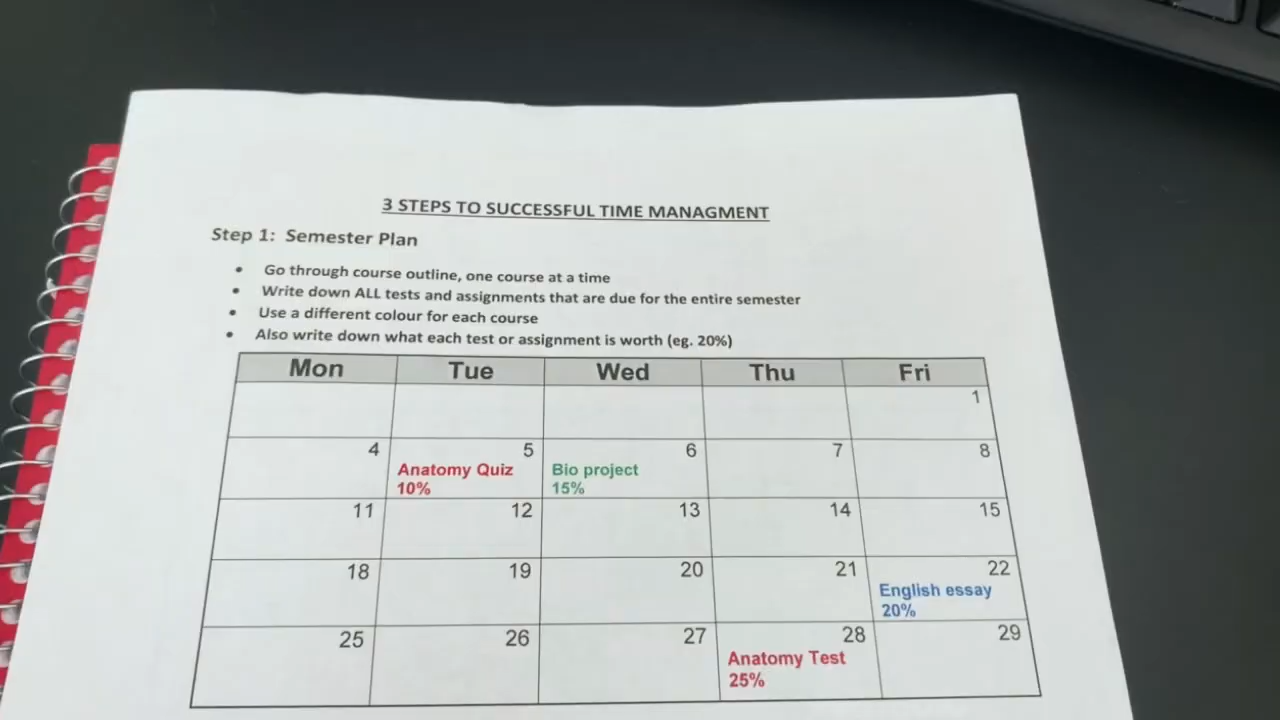 3 STEPS TO SUCCESSFUL TIME MANAGMENT
Step 1: Semester Plan
• Go through course outline, one course at a time
• Write down ALL tests and assignments that are due for the entire semester
• Use a different colour for each course
• Also write down what each test or assignment is worth (eg. 20%)
Mon Tue Wed Thu Fri
1
4 5 6 7 8
Anatomy Quiz Bio project
10% 15%
11 12 13 14 15
18 19 20 21 22
English essay
20%
25 26 27 28 29
Anatomy Test
25%